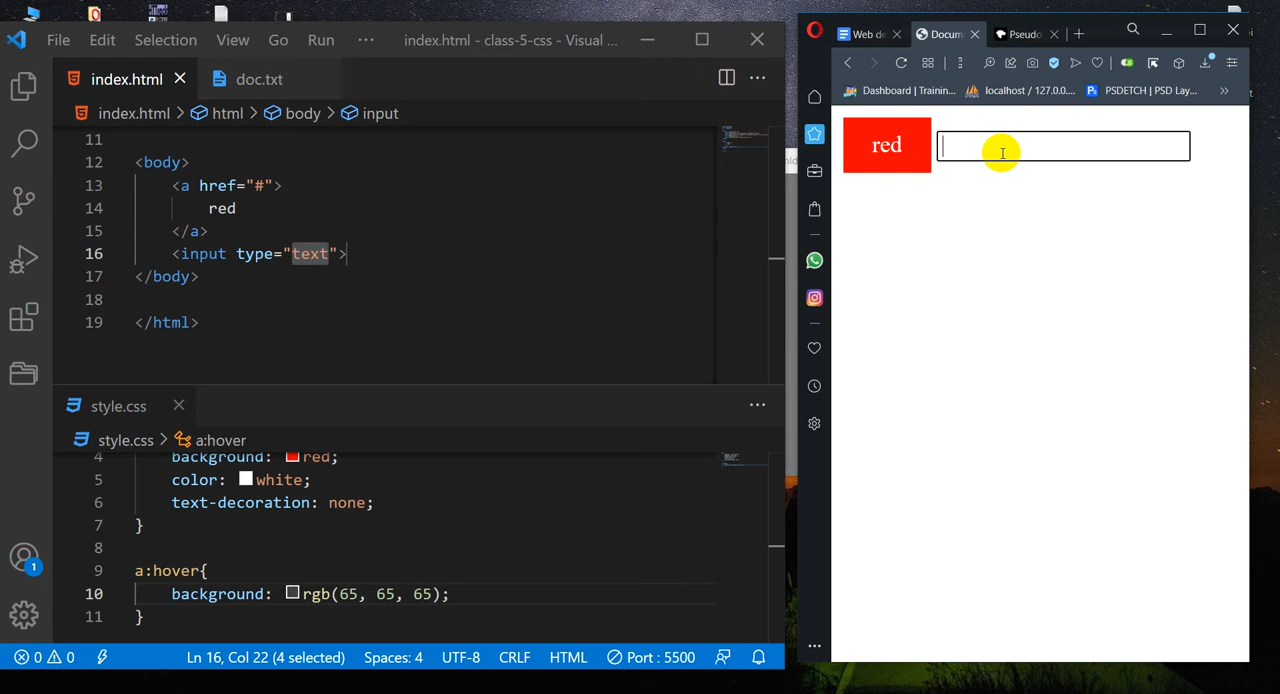 File Edit Selection View Go Run ··· index.html - class-5-css - Visual ...
index.html doc.txt
index.html > html > body > input
11
12 <body>
13 <a href="#">
14 red
15 </a>
16 <input type="text">
17 </body>
18
19 </html>
style.css
style.css > a:hover
4 background: red;
5 color: white;
6 text-decoration: none;
7 }
8
9 a:hover{
10 background: rgb(65, 65, 65);
11 }
1
0 0 Ln 16, Col 22 (4 selected) Spaces: 4 UTF-8 CRLF HTML Port : 5500
Web de Docum Pseudo
Dashboard | Trainin... localhost / 127.0.0.... PSDETCH | PSD Lay... »
red